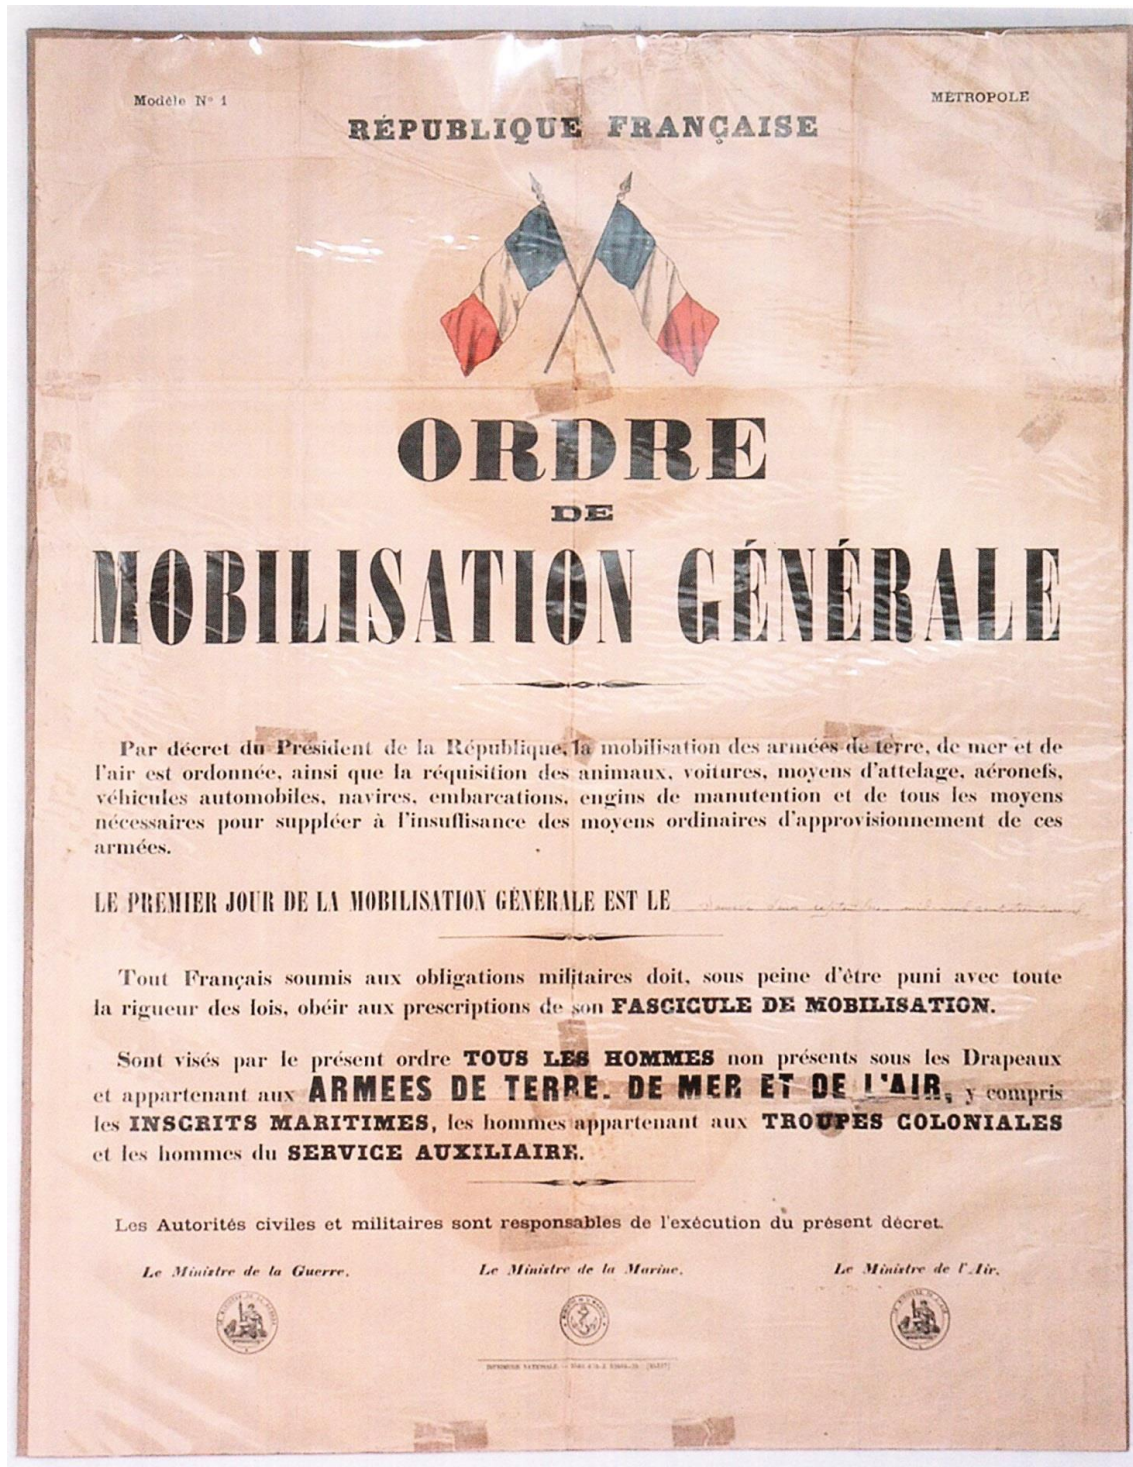 Modèle N° 1
MÉTROPOLE
RÉPUBLIQUE FRANÇAISE
ORDRE
DE
MOBILISATION GÉNÉRALE
Par décret du Président de la République, la mobilisation des armées de terre, de mer et de
l'air est ordonnée, ainsi que la réquisition des animaux, voitures, moyens d'attelage, aéronefs,
véhicules automobiles, navires, embarcations, engins de manutention et de tous les moyens
nécessaires pour suppléer à l'insuffisance des moyens ordinaires d'approvisionnement de ces
armées.
LE PREMIER JOUR DE LA MOBILISATION GÉNÉRALE EST LE deux septembre
Tout Français soumis aux obligations militaires doit, sous peine d'être puni avec toute
la rigueur des lois, obéir aux prescriptions de son FASCICULE DE MOBILISATION.
Sont visés par le présent ordre TOUS LES HOMMES non présents sous les Drapeaux
et appartenant aux ARMÉES DE TERRE. DE MER ET DE L'AIR, y compris
les INSCRITS MARITIMES, les hommes appartenant aux TROUPES COLONIALES
et les hommes du SERVICE AUXILIAIRE.
Les Autorités civiles et militaires sont responsables de l'exécution du présent décret.
Le Ministre de la Guerre,
Le Ministre de la Marine,
Le Ministre de l'Air,
IMPRIMERIE NATIONALE